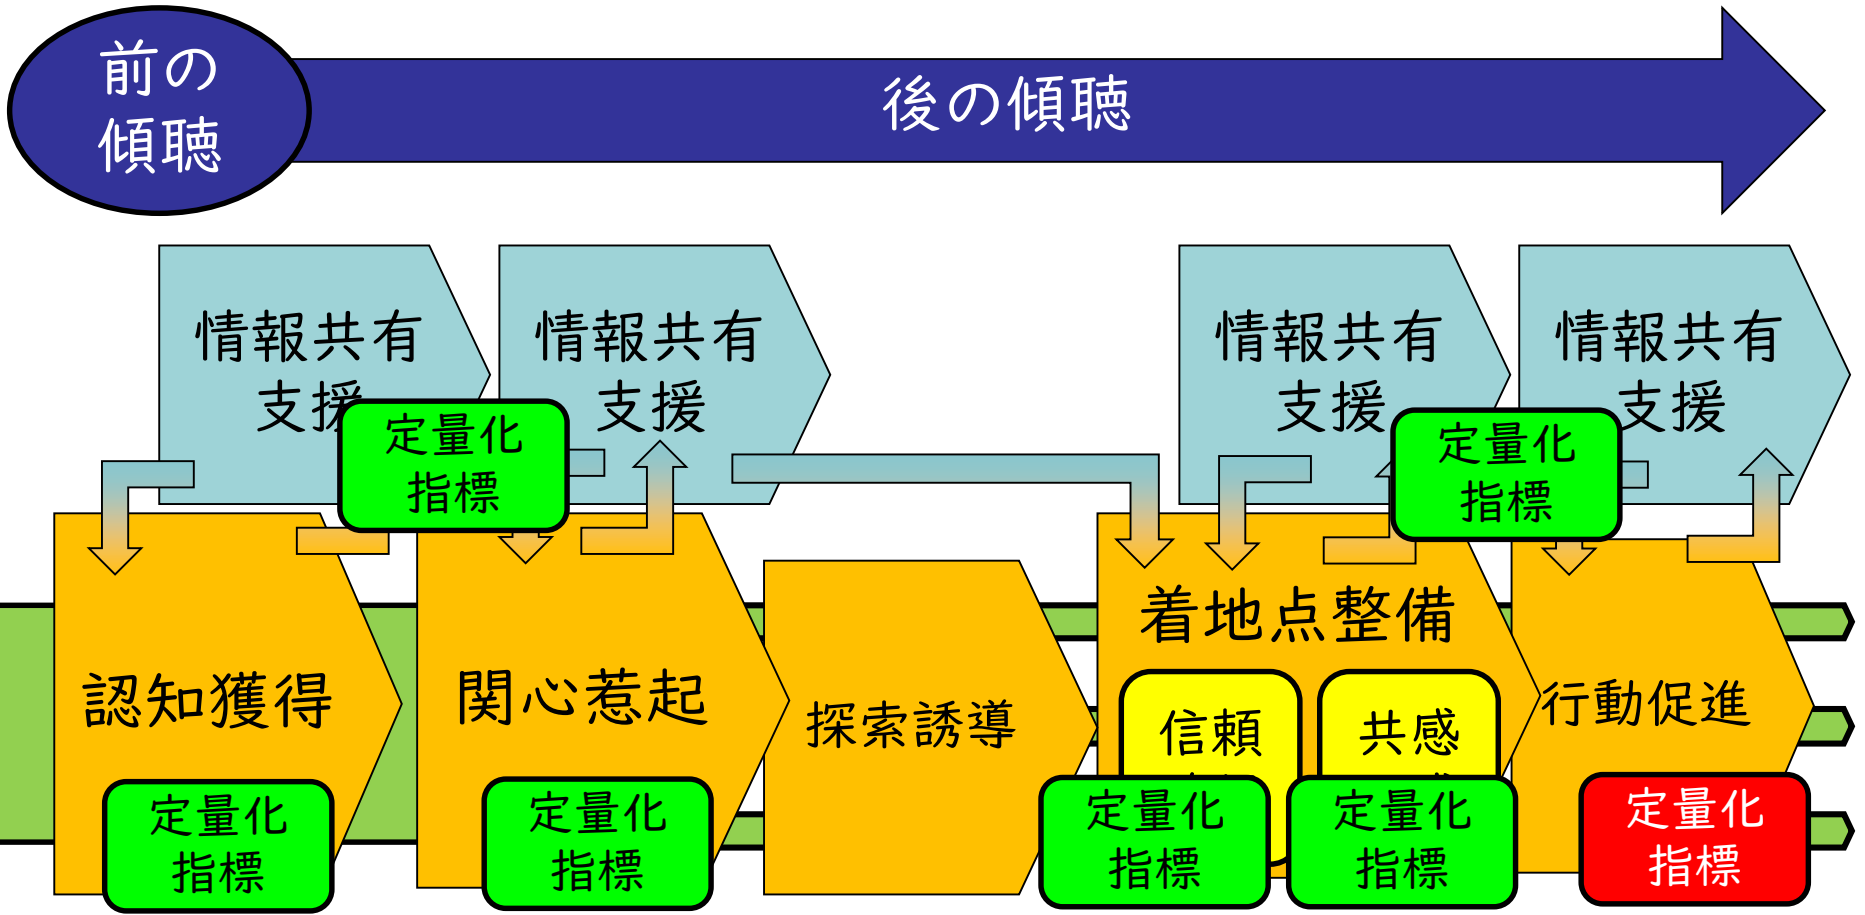 前の
傾聴
後の傾聴
情報共有
支援
情報共有
支援
情報共有
支援
情報共有
支援
定量化
指標
定量化
指標
認知獲得
関心惹起
探索誘導
着地点整備
行動促進
信頼
共感
定量化
指標
定量化
指標
定量化
指標
定量化
指標
定量化
指標